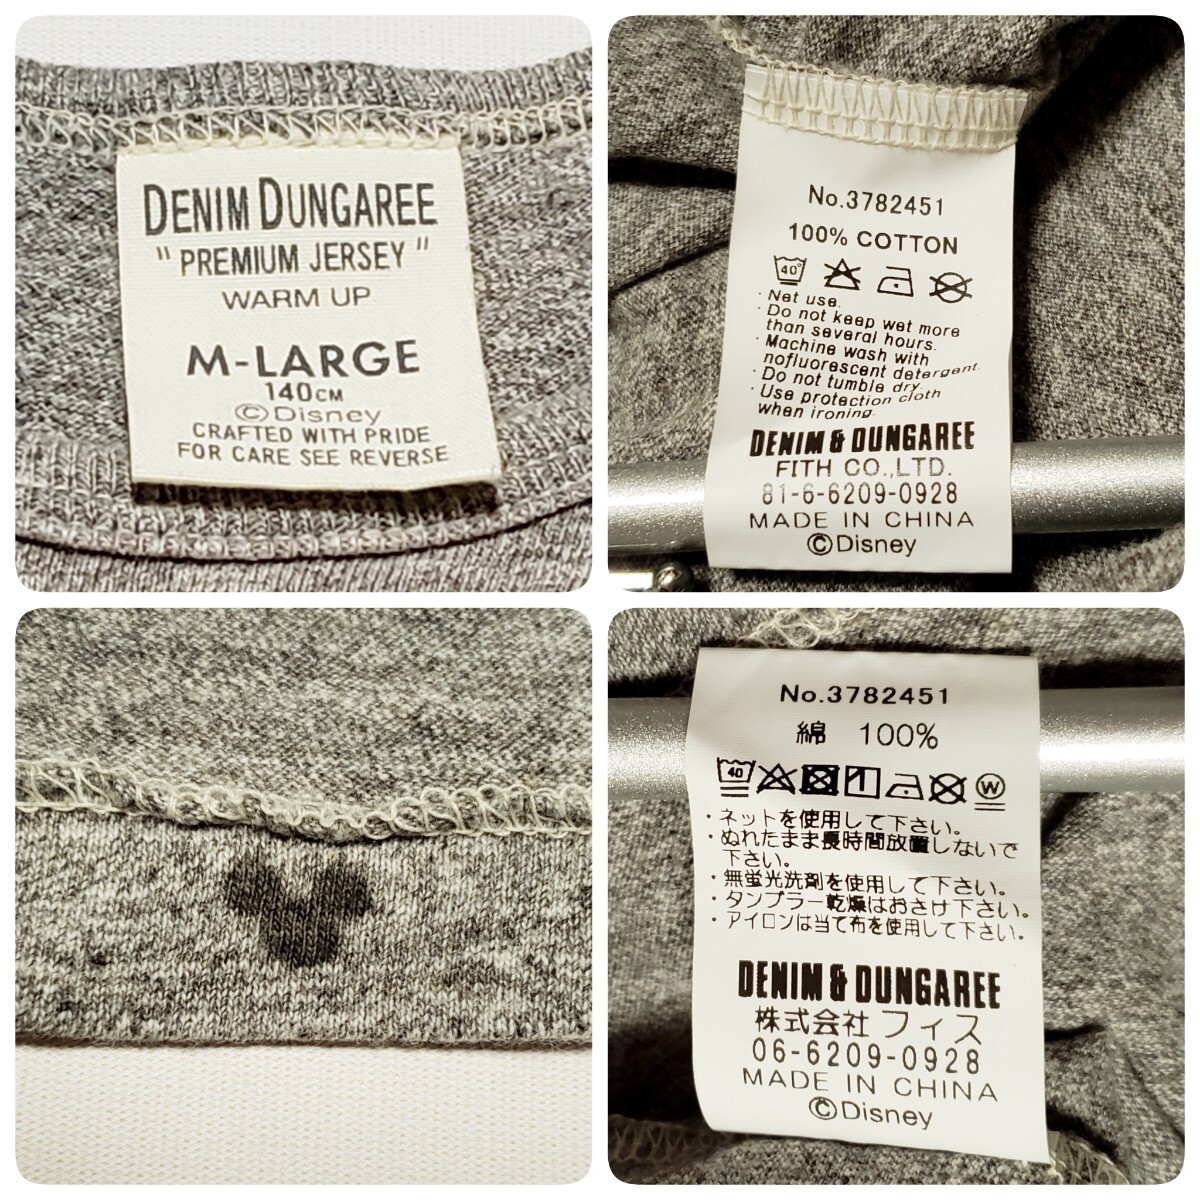 DENIM DUNGAREE
"PREMIUM JERSEY"
WARM UP
M-LARGE
140CM
©Disney
CRAFTED WITH PRIDE
FOR CARE SEE REVERSE
No.3782451
100% COTTON
40°
· Net use.
· Do not keep wet more
than several hours.
· Machine wash with
nofluorescent detergent.
· Do not tumble dry.
· Use protection cloth
when ironing.
DENIM & DUNGAREE
FITH CO.,LTD.
81-6-6209-0928
MADE IN CHINA
©Disney
No.3782451
綿 100%
40 W
・ネットを使用して下さい。
・ぬれたまま長時間放置しないで
下さい。
・無蛍光洗剤を使用して下さい。
・タンブラー乾燥はおさけ下さい。
・アイロンは当て布を使用して下さい。
DENIM & DUNGAREE
株式会社 フィス
06-6209-0928
MADE IN CHINA
©Disney